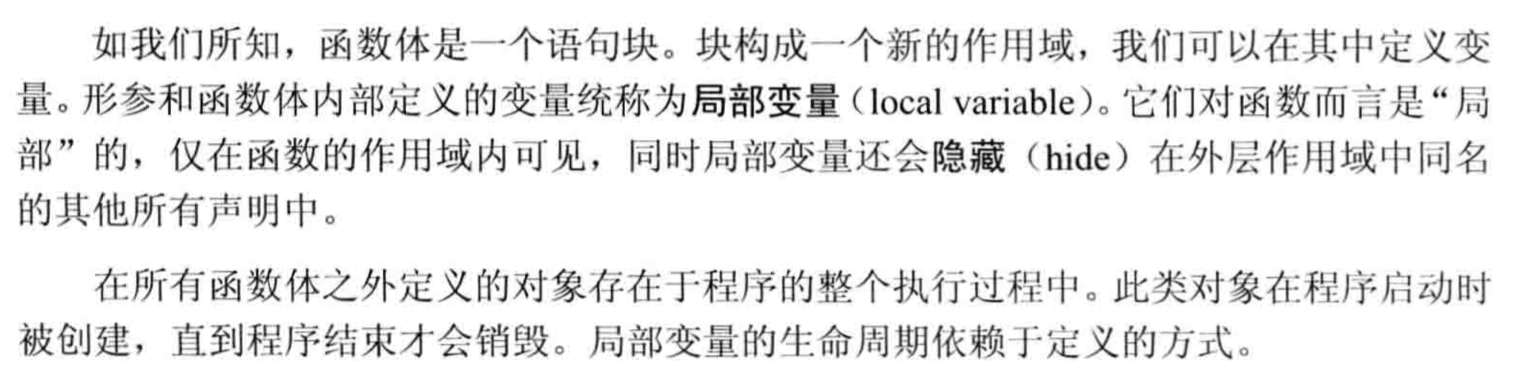 如我们所知，函数体是一个语句块。块构成一个新的作用域，我们可以在其中定义变
量。形参和函数体内部定义的变量统称为局部变量（local variable）。它们对函数而言是“局
部”的，仅在函数的作用域内可见，同时局部变量还会隐藏（hide）在外层作用域中同名
的其他所有声明中。
在所有函数体之外定义的对象存在于程序的整个执行过程中。此类对象在程序启动时
被创建，直到程序结束才会销毁。局部变量的生命周期依赖于定义的方式。